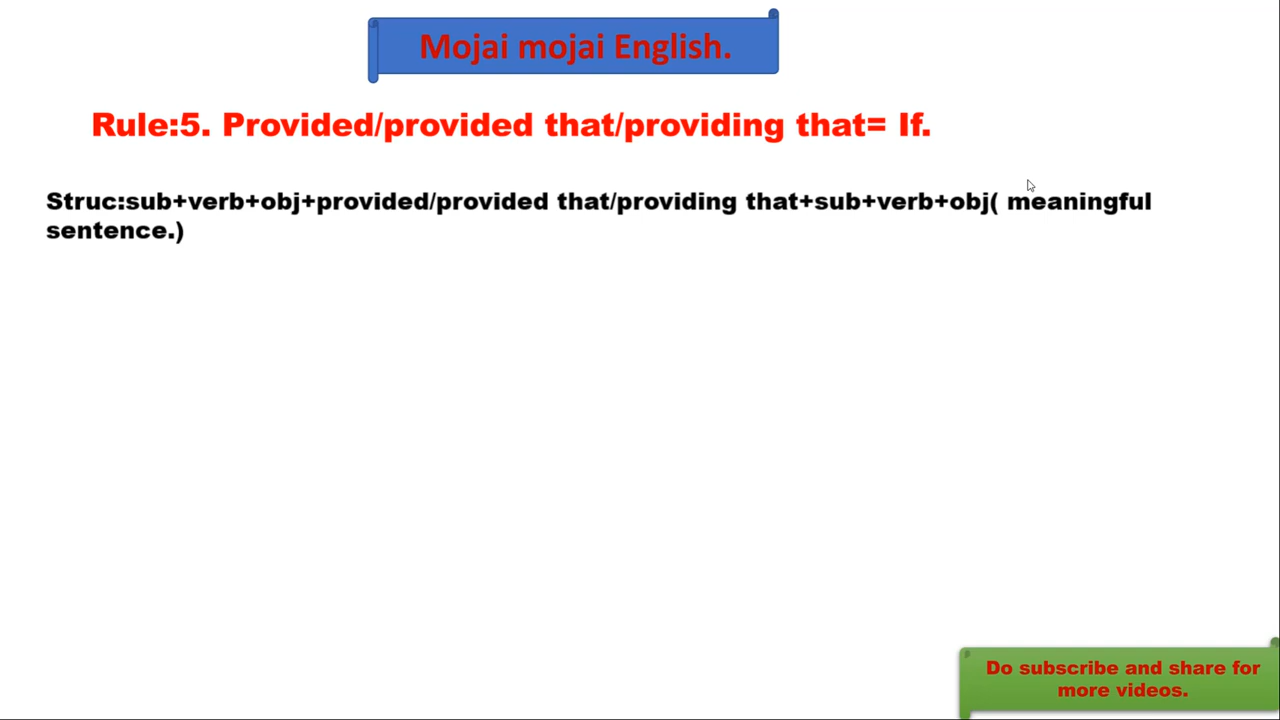 Mojai mojai English.
Rule:5. Provided/provided that/providing that= If.
Struc:sub+verb+obj+provided/provided that/providing that+sub+verb+obj( meaningful
sentence.)
Do subscribe and share for
more videos.